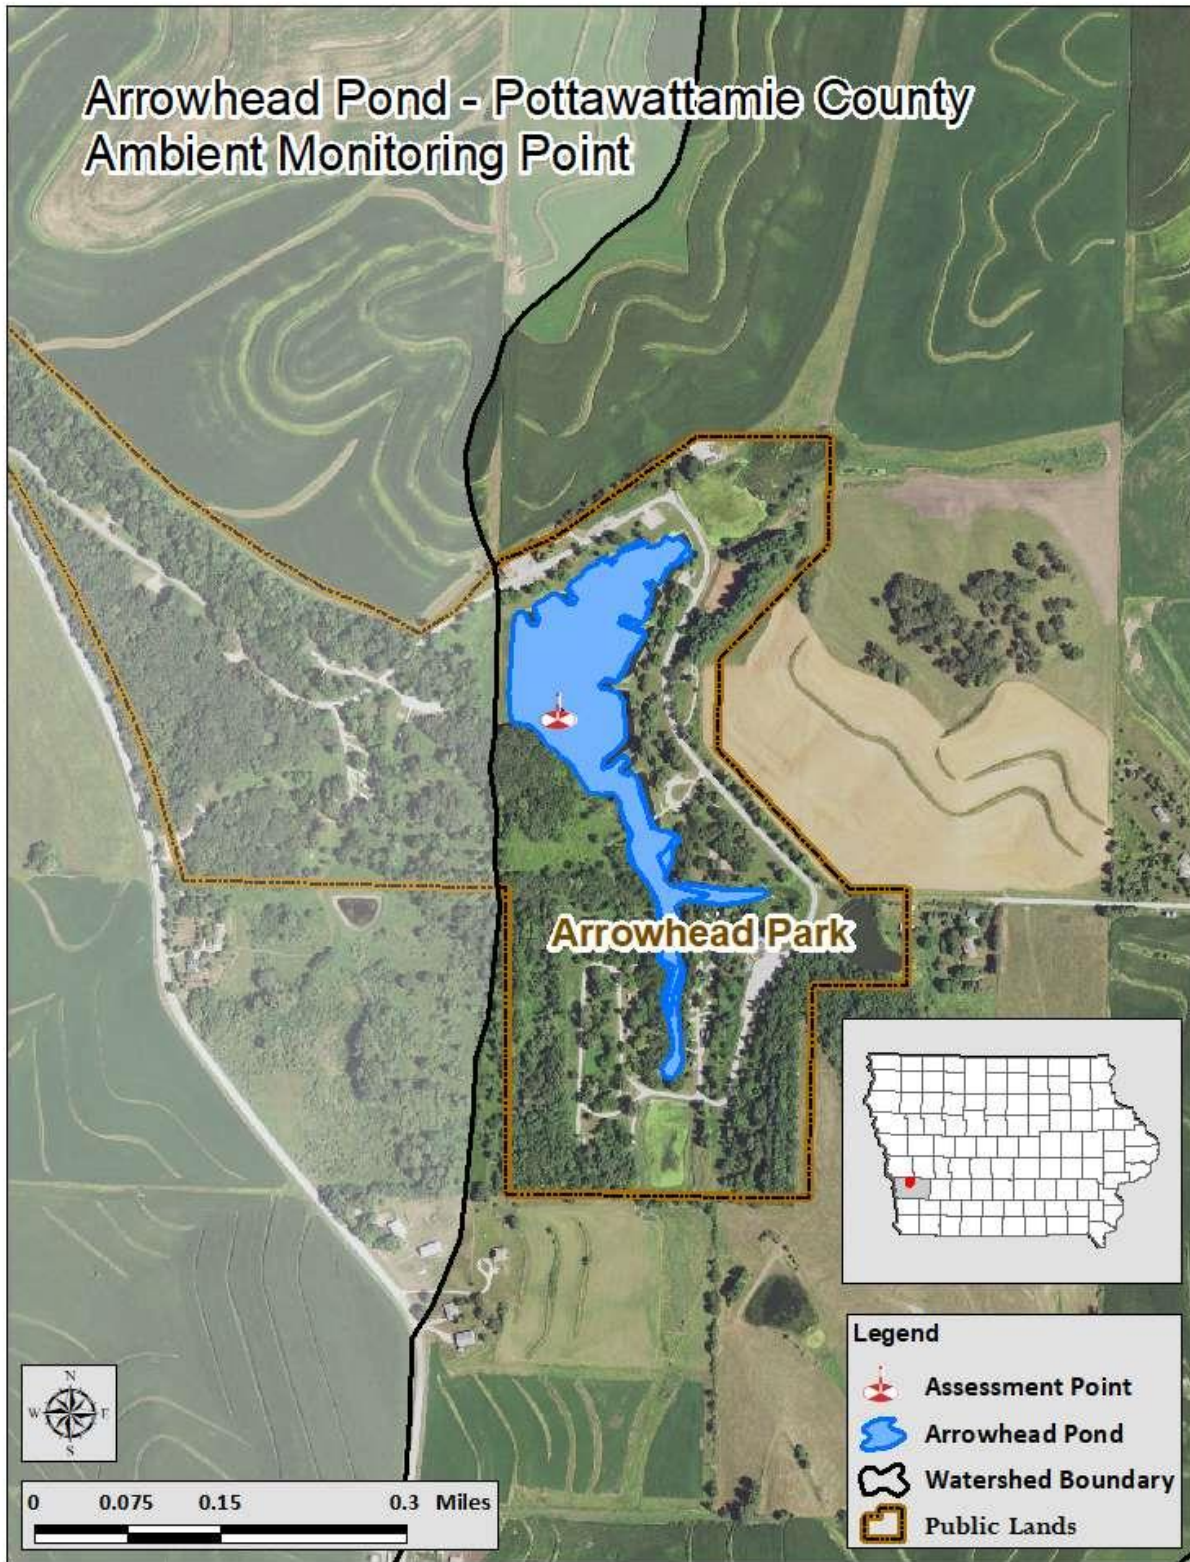 Arrowhead Pond - Pottawattamie County
Ambient Monitoring Point
Arrowhead Park
Legend
Assessment Point
Arrowhead Pond
Watershed Boundary
Public Lands
N
W E
S
0 0.075 0.15 0.3 Miles